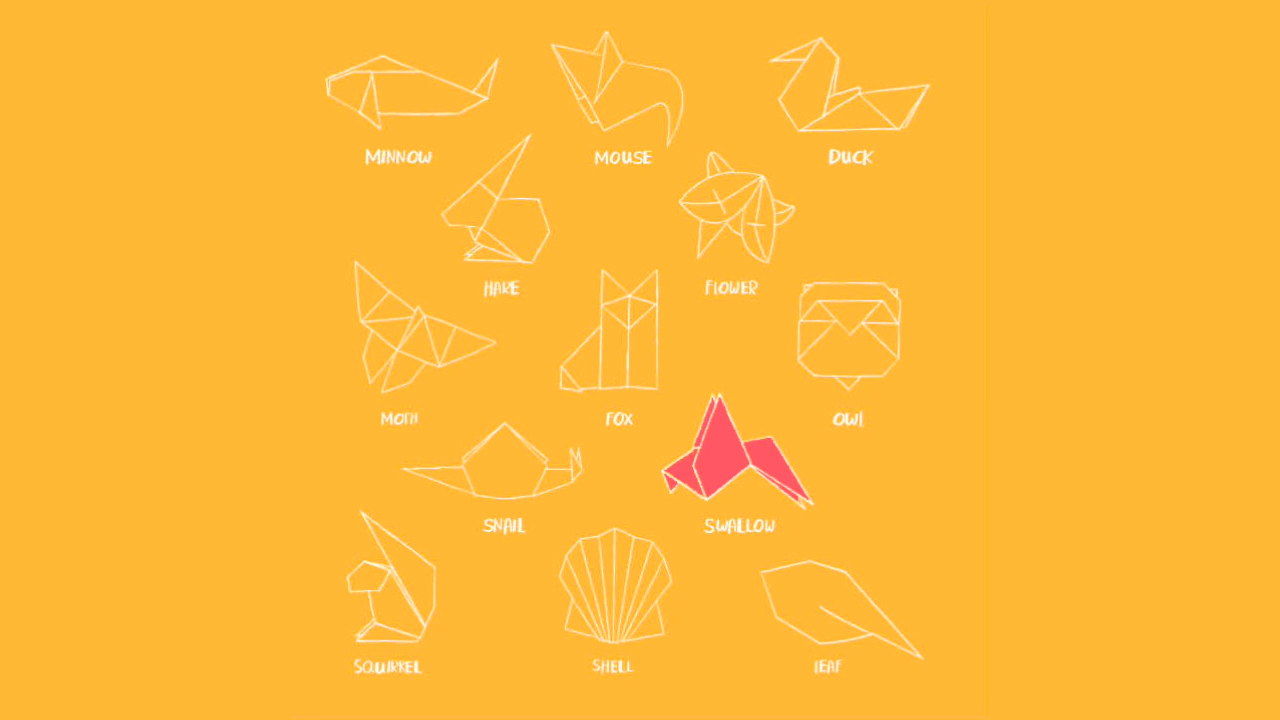 MINNOW
MOUSE
DUCK
HARE
FLOWER
MOTH
FOX
OWL
SNAIL
SWALLOW
SQUIRREL
SHELL
LEAF